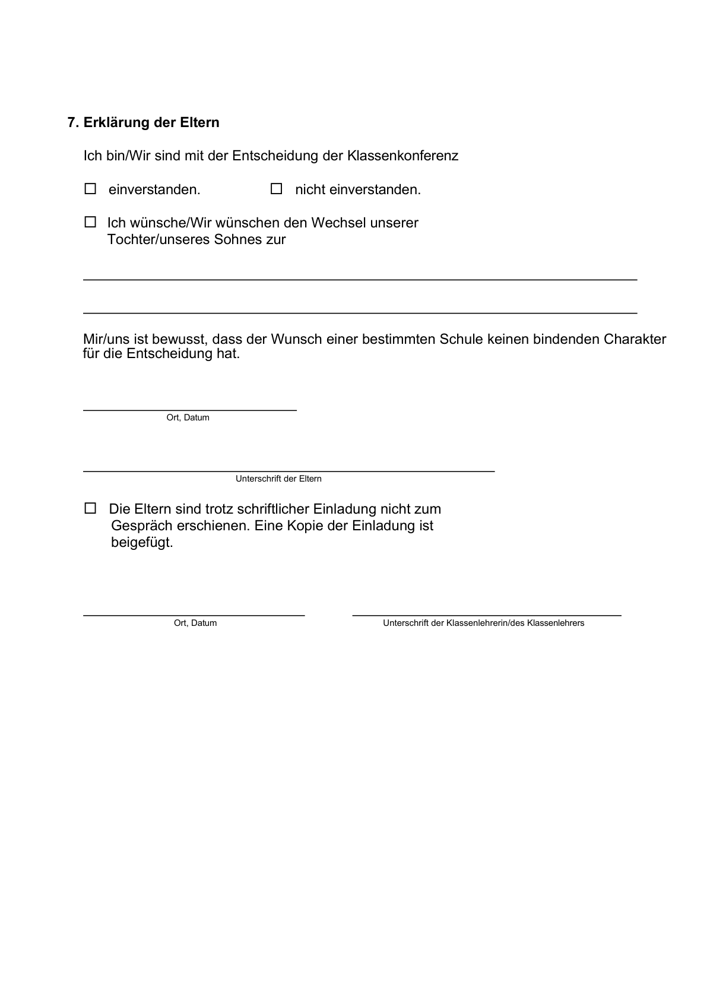 7. Erklärung der Eltern
Ich bin/Wir sind mit der Entscheidung der Klassenkonferenz
☐ einverstanden. ☐ nicht einverstanden.
☐ Ich wünsche/Wir wünschen den Wechsel unserer
Tochter/unseres Sohnes zur
Mir/uns ist bewusst, dass der Wunsch einer bestimmten Schule keinen bindenden Charakter
für die Entscheidung hat.
Ort, Datum
Unterschrift der Eltern
☐ Die Eltern sind trotz schriftlicher Einladung nicht zum
Gespräch erschienen. Eine Kopie der Einladung ist
beigefügt.
Ort, Datum Unterschrift der Klassenlehrerin/des Klassenlehrers